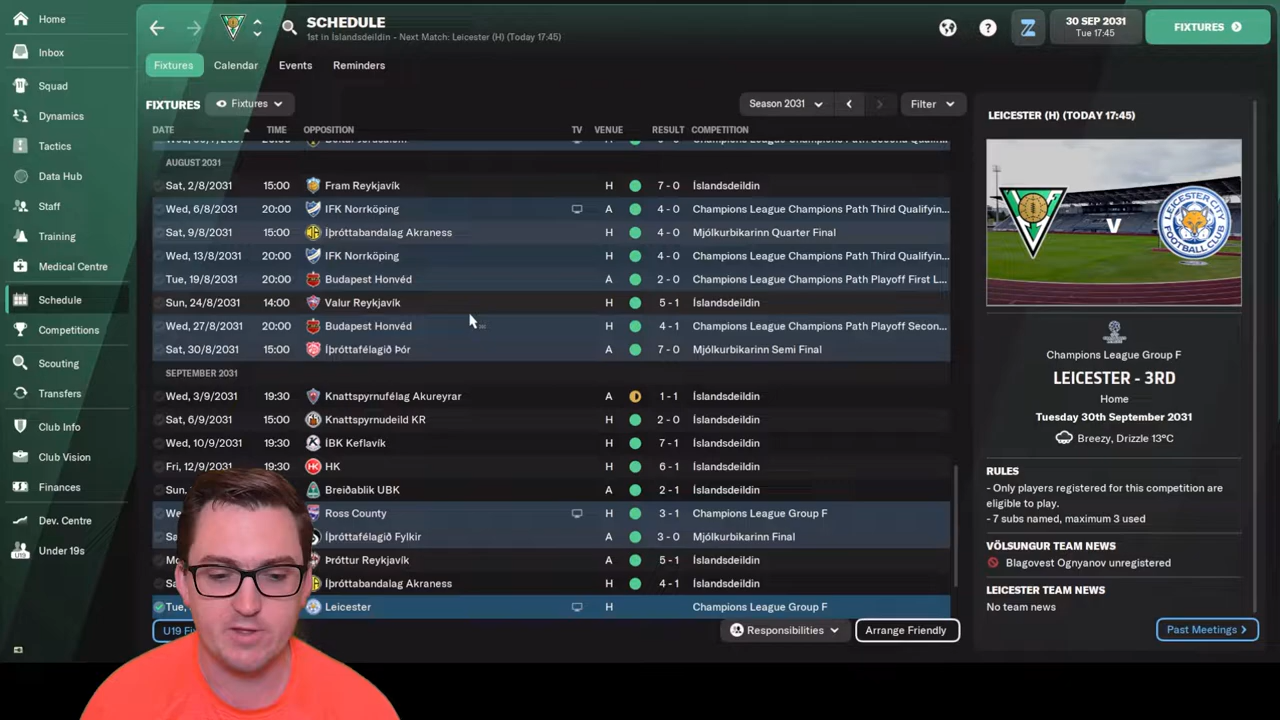 Home
Inbox
Squad
Dynamics
Tactics
Data Hub
Staff
Training
Medical Centre
Schedule
Competitions
Scouting
Transfers
Club Info
Club Vision
Finances
Dev. Centre
Under 19s
SCHEDULE
1st in Íslandsdeildin - Next Match: Leicester (H) (Today 17:45)
30 SEP 2031
Tue 17:45
FIXTURES
Fixtures Calendar Events Reminders
FIXTURES Fixtures Season 2031 Filter
DATE TIME OPPOSITION TV VENUE RESULT COMPETITION
AUGUST 2031
Sat, 2/8/2031 15:00 Fram Reykjavík H 7 - 0 Íslandsdeildin
Wed, 6/8/2031 20:00 IFK Norrköping A 4 - 0 Champions League Champions Path Third Qualifyin...
Sat, 9/8/2031 15:00 Íþróttabandalag Akraness H 4 - 0 Mjólkurbikarinn Quarter Final
Wed, 13/8/2031 20:00 IFK Norrköping H 4 - 0 Champions League Champions Path Third Qualifyin...
Tue, 19/8/2031 20:00 Budapest Honvéd A 2 - 0 Champions League Champions Path Playoff First L...
Sun, 24/8/2031 14:00 Valur Reykjavík H 5 - 1 Íslandsdeildin
Wed, 27/8/2031 20:00 Budapest Honvéd H 4 - 1 Champions League Champions Path Playoff Secon...
Sat, 30/8/2031 15:00 Íþróttafélagið Þór A 7 - 0 Mjólkurbikarinn Semi Final
SEPTEMBER 2031
Wed, 3/9/2031 19:30 Knattspyrnufélag Akureyrar A 1 - 1 Íslandsdeildin
Sat, 6/9/2031 15:00 Knattspyrnudeild KR H 2 - 0 Íslandsdeildin
Wed, 10/9/2031 19:30 ÍBK Keflavík H 7 - 1 Íslandsdeildin
Fri, 12/9/2031 19:30 HK H 6 - 1 Íslandsdeildin
Sun, Breiðablik UBK A 2 - 1 Íslandsdeildin
We Ross County H 3 - 1 Champions League Group F
Sa Íþróttafélagið Fylkir A 3 - 0 Mjólkurbikarinn Final
Mo Þróttur Reykjavík A 5 - 1 Íslandsdeildin
Sa Íþróttabandalag Akraness H 4 - 1 Íslandsdeildin
Tue, Leicester H Champions League Group F
U19 Fi Responsibilities Arrange Friendly
LEICESTER (H) (TODAY 17:45)
V
Champions League Group F
LEICESTER - 3RD
Home
Tuesday 30th September 2031
Breezy, Drizzle 13°C
RULES
- Only players registered for this competition are
eligible to play.
- 7 subs named, maximum 3 used
VÖLSUNGUR TEAM NEWS
Blagovest Ognyanov unregistered
LEICESTER TEAM NEWS
No team news
Past Meetings